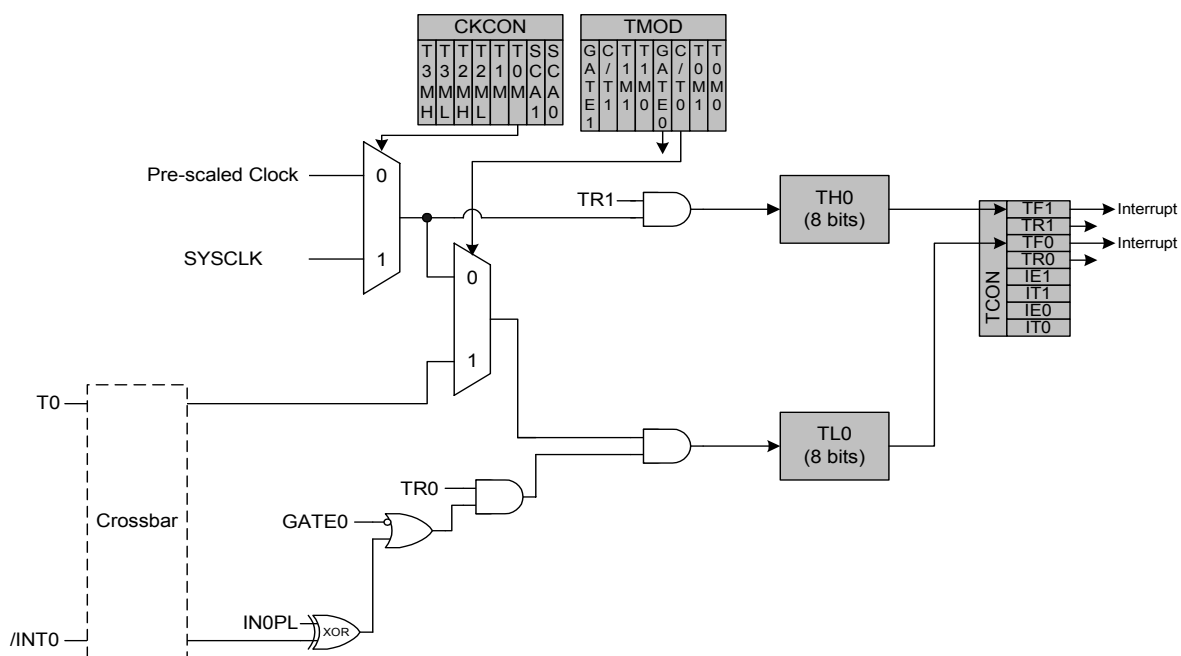 CKCON
T3MH
T3ML
T2MH
T2ML
T1M
T0M
SCA1
SCA0
TMOD
GATE1
C/T1
T1M1
T1M0
GATE0
C/T0
T0M1
T0M0
Pre-scaled Clock
0
SYSCLK
1
TR1
TH0
(8 bits)
TCON
TF1
TR1
TF0
TR0
IE1
IT1
IE0
IT0
Interrupt
Interrupt
0
1
T0
TL0
(8 bits)
TR0
Crossbar
GATE0
IN0PL
XOR
/INT0